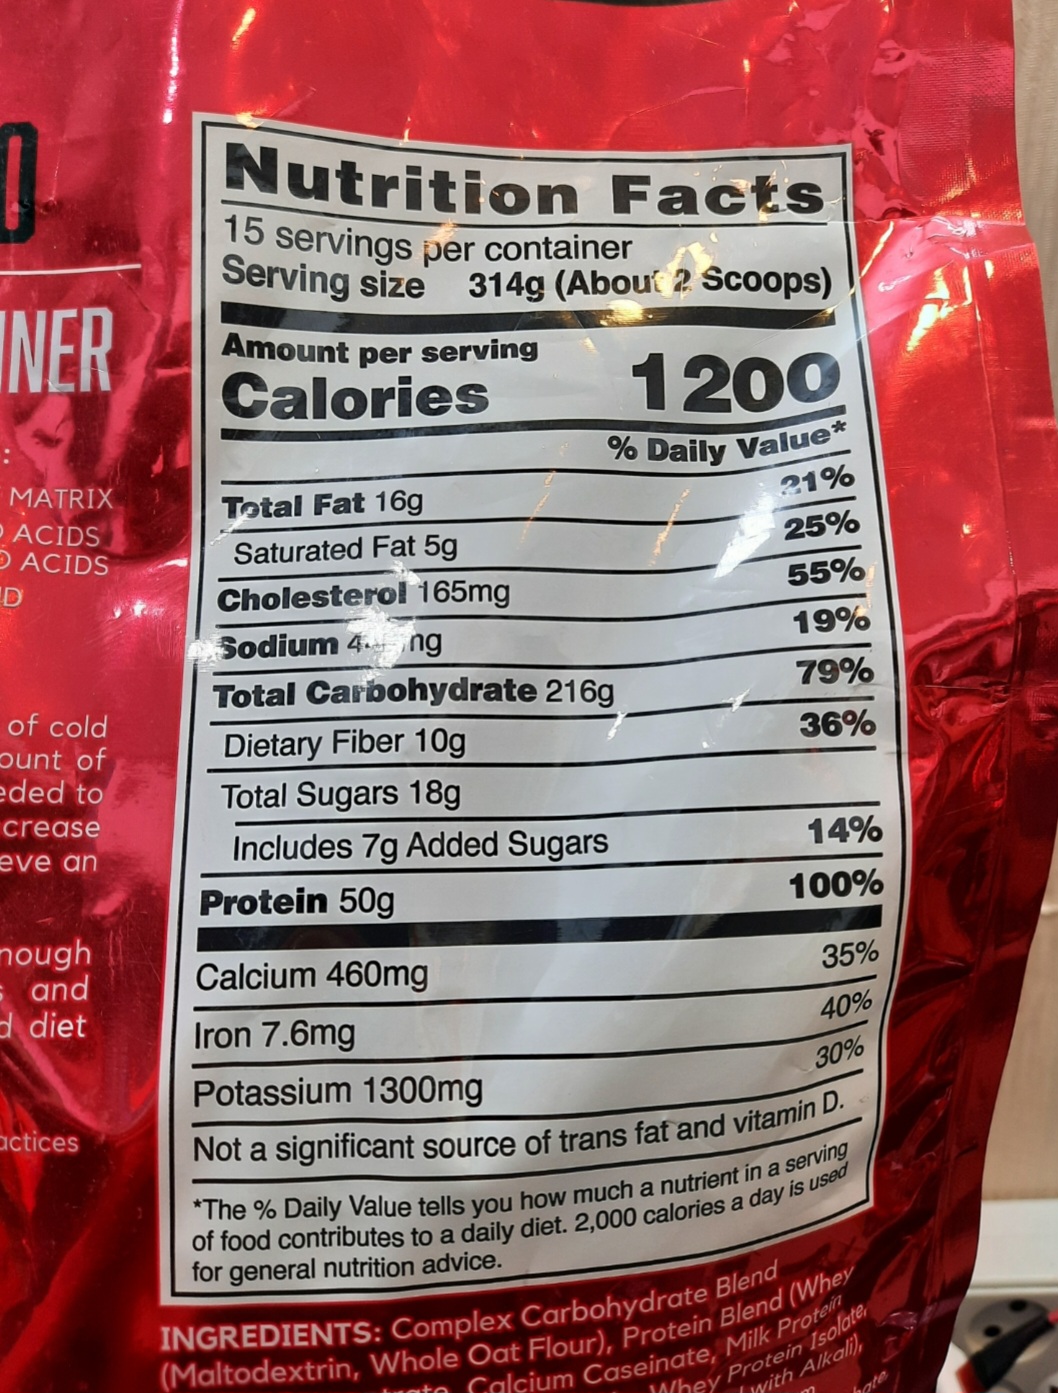 O
INER
:
MATRIX
ACIDS
ACIDS
D
of cold
ount of
eded to
crease
eve an
nough
and
d diet
actices
Nutrition Facts
15 servings per container
Serving size 314g (About 2 Scoops)
Amount per serving
Calories 1200
% Daily Value*
Total Fat 16g 21%
Saturated Fat 5g 25%
Cholesterol 165mg 55%
Sodium mg 19%
Total Carbohydrate 216g 79%
Dietary Fiber 10g 36%
Total Sugars 18g
Includes 7g Added Sugars 14%
Protein 50g 100%
Calcium 460mg 35%
Iron 7.6mg 40%
Potassium 1300mg 30%
Not a significant source of trans fat and vitamin D.
*The % Daily Value tells you how much a nutrient in a serving
of food contributes to a daily diet. 2,000 calories a day is used
for general nutrition advice.
INGREDIENTS: Complex Carbohydrate Blend
(Maltodextrin, Whole Oat Flour), Protein Blend (Whey
Calcium Caseinate, Milk Protein
Whey Protein Isolate,
with Alkali),